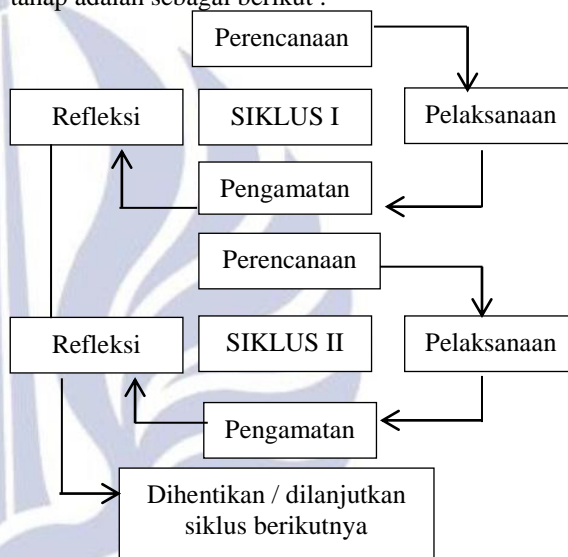 tahap adalah sebagai berikut :
Perencanaan
Refleksi
SIKLUS I
Pelaksanaan
Pengamatan
Perencanaan
Refleksi
SIKLUS II
Pelaksanaan
Pengamatan
Dihentikan / dilanjutkan
siklus berikutnya